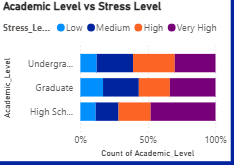 Academic Level vs Stress Level
Stress_Le... Low Medium High Very High
Academic_Level
Undergra...
Graduate
High Sch...
0% 50% 100%
Count of Academic_Level